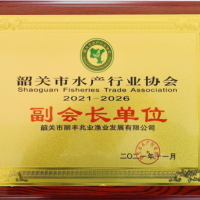 韶关市水产行业协会
Shaoguan Fisheries Trade Association
2021-2026
副会长单位
韶关市顺丰兆业渔业发展有限公司
二〇二一年十一月